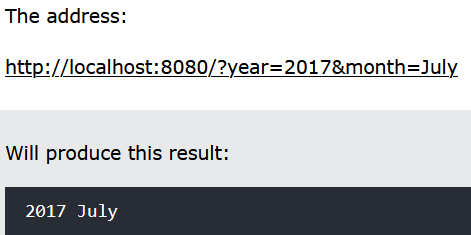 The address:
http://localhost:8080/?year=2017&month=July
Will produce this result:
2017 July